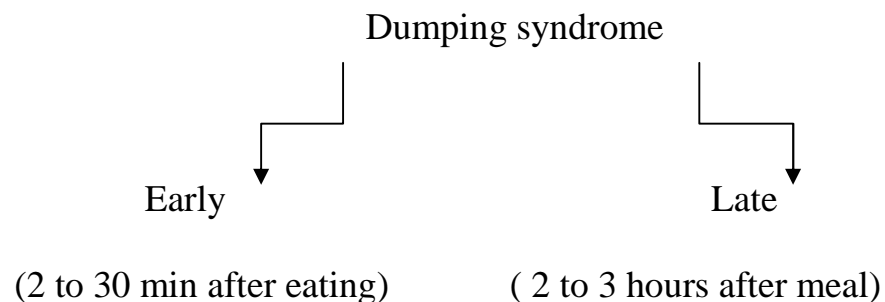 Dumping syndrome
Early Late
(2 to 30 min after eating) ( 2 to 3 hours after meal)